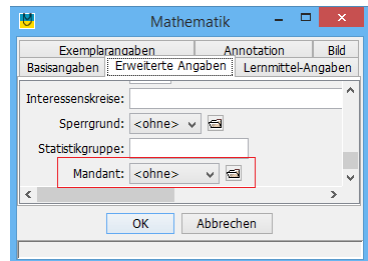 Mathematik
Exemplarangaben Annotation Bild
Basisangaben Erweiterte Angaben Lernmittel-Angaben
Interessenskreise:
Sperrgrund: <ohne>
Statistikgruppe:
Mandant: <ohne>
OK Abbrechen